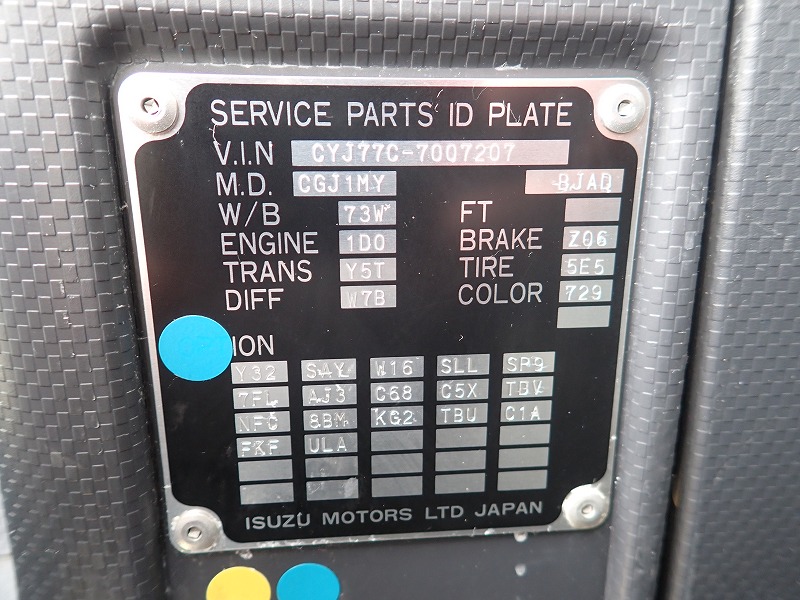 SERVICE PARTS ID PLATE
V.I.N CYJ77C-7007207
M.D. CGJ1MY BJAQ
W/B 73W FT
ENGINE 1D0 BRAKE Z06
TRANS Y5T TIRE 5E5
DIFF W7B COLOR 729
ION
Y32 SAY W16 SLL SP9
7FL AJ3 C68 C5X TBV
NFC 8BM KG2 TBU C1A
FKF ULA
ISUZU MOTORS LTD JAPAN